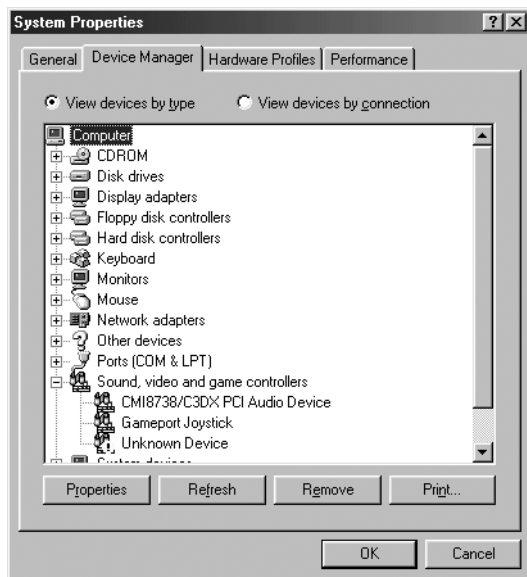 System Properties
General Device Manager Hardware Profiles Performance
View devices by type View devices by connection
Computer
CDROM
Disk drives
Display adapters
Floppy disk controllers
Hard disk controllers
Keyboard
Monitors
Mouse
Network adapters
Other devices
Ports (COM & LPT)
Sound, video and game controllers
CMI8738/C3DX PCI Audio Device
Gameport Joystick
Unknown Device
System devices
Properties Refresh Remove Print...
OK Cancel